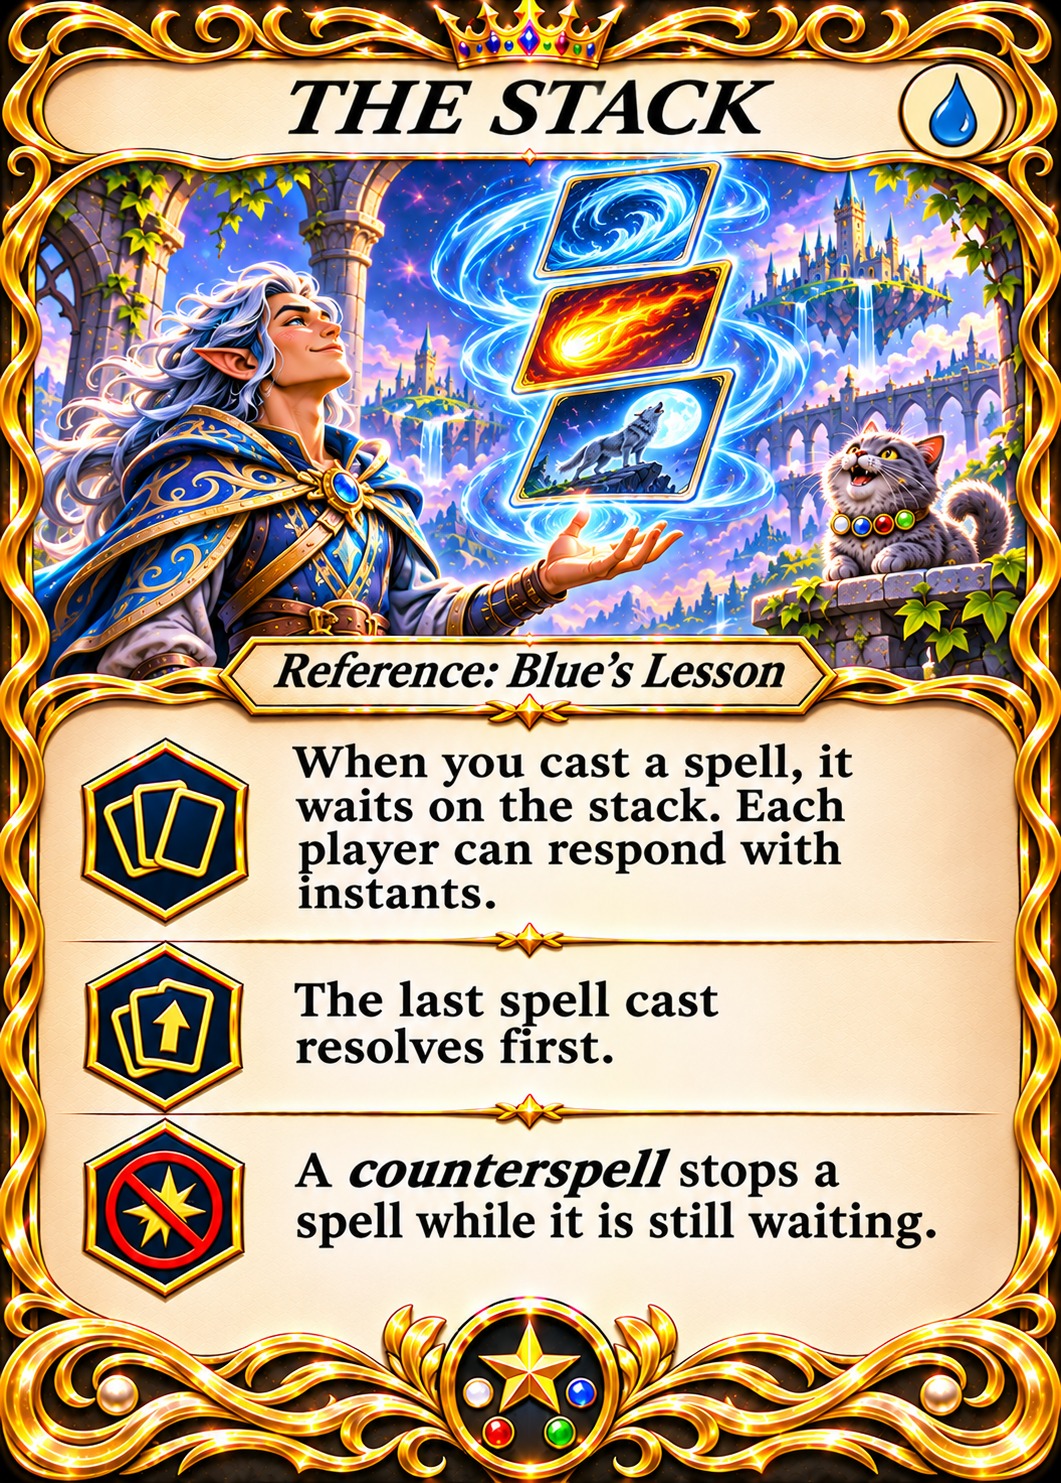 THE STACK
Reference: Blue's Lesson
When you cast a spell, it
waits on the stack. Each
player can respond with
instants.
The last spell cast
resolves first.
A counterspell stops a
spell while it is still waiting.